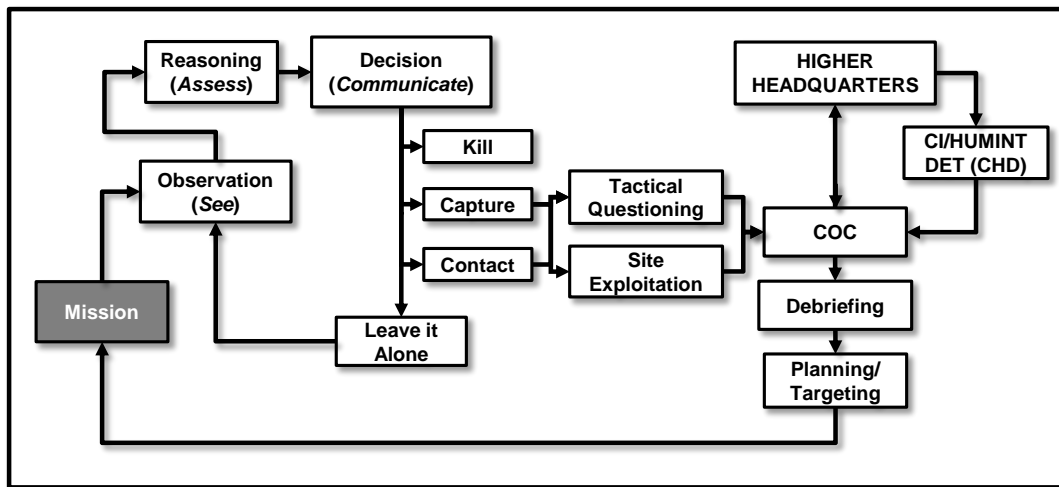 Reasoning
(Assess)
Decision
(Communicate)
HIGHER
HEADQUARTERS
Kill
CI/HUMINT
DET (CHD)
Observation
(See)
Capture
Tactical
Questioning
COC
Contact
Site
Exploitation
Mission
Debriefing
Leave it
Alone
Planning/
Targeting